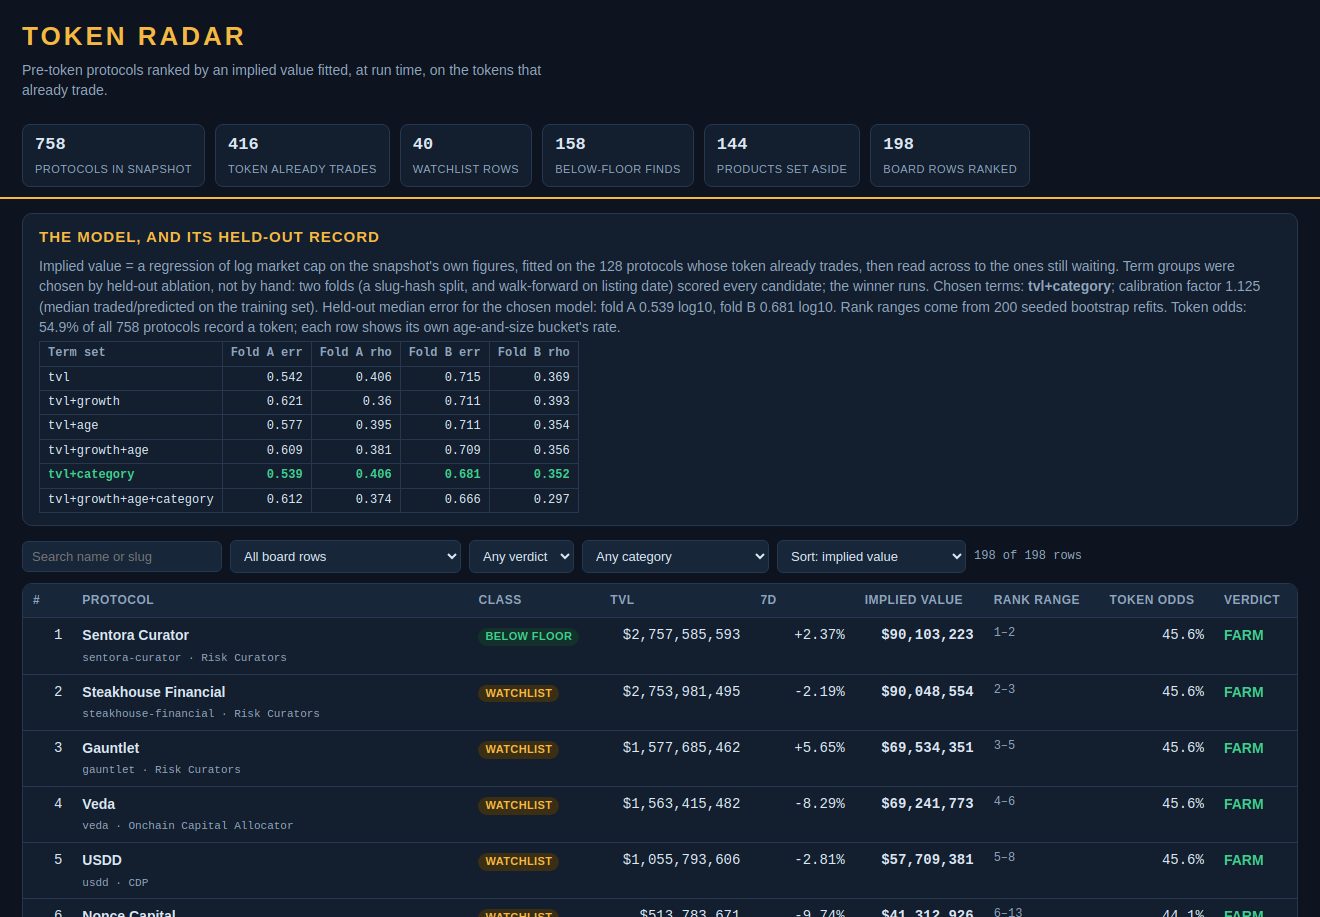 TOKEN RADAR
Pre-token protocols ranked by an implied value fitted, at run time, on the tokens that
already trade.
758
PROTOCOLS IN SNAPSHOT
416
TOKEN ALREADY TRADES
40
WATCHLIST ROWS
158
BELOW-FLOOR FINDS
144
PRODUCTS SET ASIDE
198
BOARD ROWS RANKED
THE MODEL, AND ITS HELD-OUT RECORD
Implied value = a regression of log market cap on the snapshot's own figures, fitted on the 128 protocols whose token already trades, then read across to the ones still waiting. Term groups were
chosen by held-out ablation, not by hand: two folds (a slug-hash split, and walk-forward on listing date) scored every candidate; the winner runs. Chosen terms: tvl+category; calibration factor 1.125
(median traded/predicted on the training set). Held-out median error for the chosen model: fold A 0.539 log10, fold B 0.681 log10. Rank ranges come from 200 seeded bootstrap refits. Token odds:
54.9% of all 758 protocols record a token; each row shows its own age-and-size bucket's rate.
Term set Fold A err Fold A rho Fold B err Fold B rho
tvl 0.542 0.406 0.715 0.369
tvl+growth 0.621 0.36 0.711 0.393
tvl+age 0.577 0.395 0.711 0.354
tvl+growth+age 0.609 0.381 0.709 0.356
tvl+category 0.539 0.406 0.681 0.352
tvl+growth+age+category 0.612 0.374 0.666 0.297
Search name or slug All board rows Any verdict Any category Sort: implied value 198 of 198 rows
# PROTOCOL CLASS TVL 7D IMPLIED VALUE RANK RANGE TOKEN ODDS VERDICT
1 Sentora Curator BELOW FLOOR $2,757,585,593 +2.37% $90,103,223 1–2 45.6% FARM
sentora-curator · Risk Curators
2 Steakhouse Financial WATCHLIST $2,753,981,495 -2.19% $90,048,554 2–3 45.6% FARM
steakhouse-financial · Risk Curators
3 Gauntlet WATCHLIST $1,577,685,462 +5.65% $69,534,351 3–5 45.6% FARM
gauntlet · Risk Curators
4 Veda WATCHLIST $1,563,415,482 -8.29% $69,241,773 4–6 45.6% FARM
veda · Onchain Capital Allocator
5 USDD WATCHLIST $1,055,793,606 -2.81% $57,709,381 5–8 45.6% FARM
usdd · CDP
6 Nonce Capital WATCHLIST $513,783,671 -9.74% $41,312,926 6–13 44.1% FARM